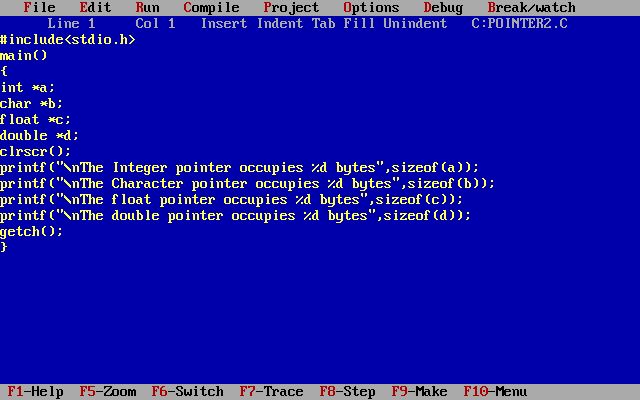 File Edit Run Compile Project Options Debug Break/watch
Line 1 Col 1 Insert Indent Tab Fill Unindent C:POINTER2.C
#include<stdio.h>
main()
{
int *a;
char *b;
float *c;
double *d;
clrscr();
printf("\nThe Integer pointer occupies %d bytes",sizeof(a));
printf("\nThe Character pointer occupies %d bytes",sizeof(b));
printf("\nThe float pointer occupies %d bytes",sizeof(c));
printf("\nThe double pointer occupies %d bytes",sizeof(d));
getch();
}
F1-Help F5-Zoom F6-Switch F7-Trace F8-Step F9-Make F10-Menu